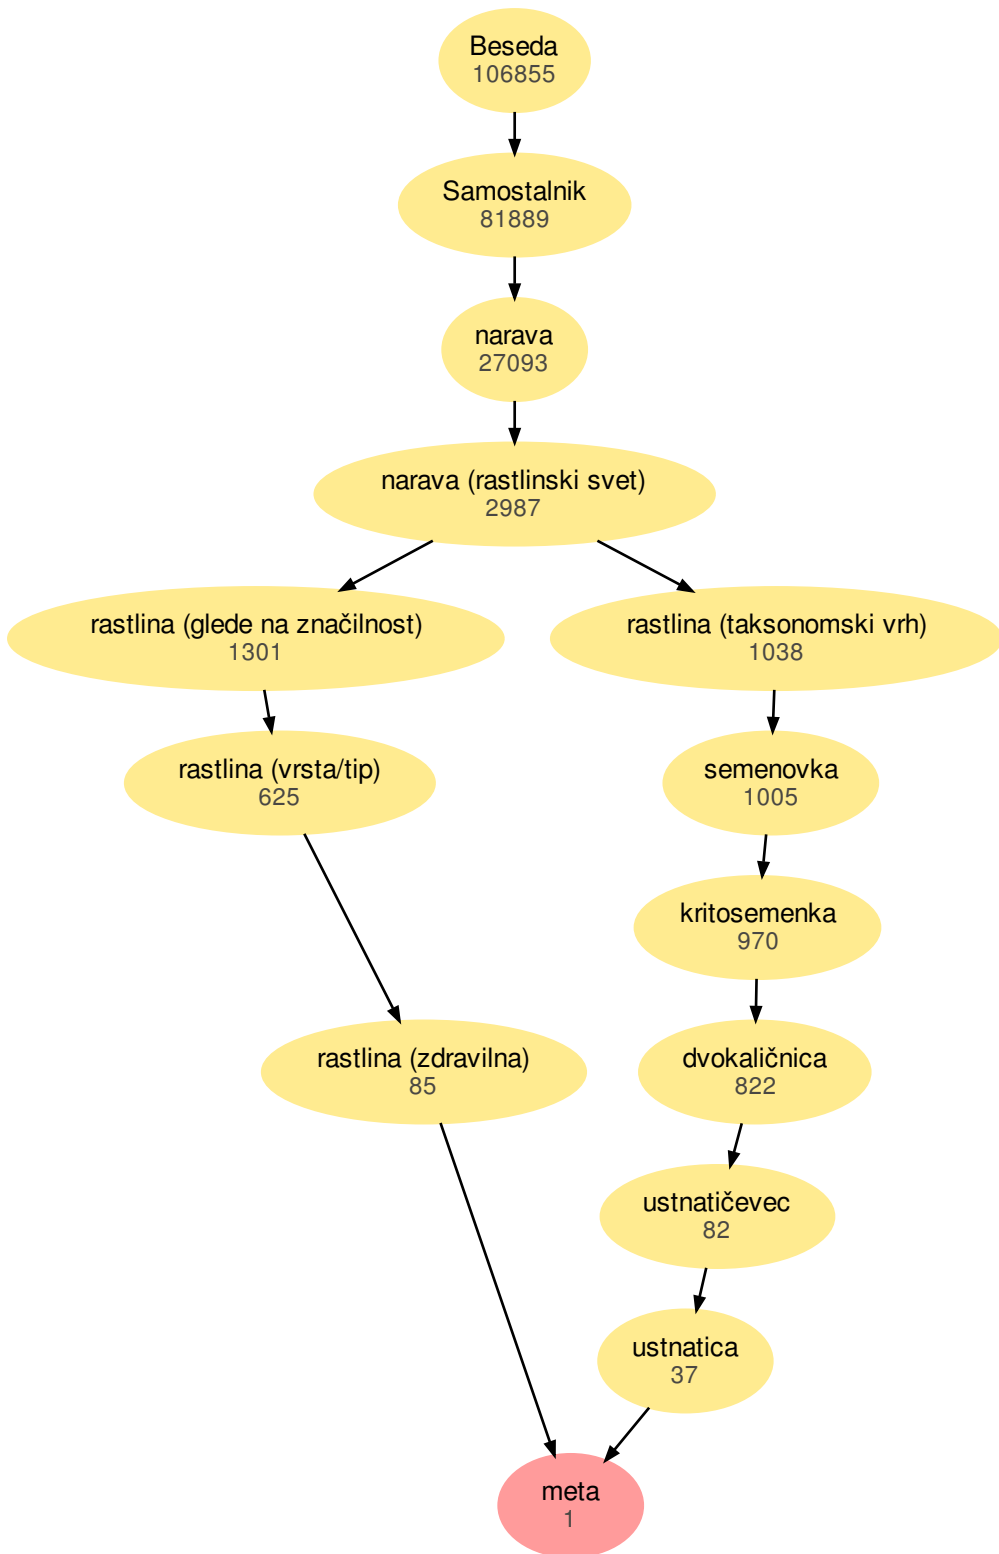 Beseda
106855
Samostalnik
81889
narava
27093
narava (rastlinski svet)
2987
rastlina (glede na značilnost)
1301
rastlina (taksonomski vrh)
1038
rastlina (vrsta/tip)
625
semenovka
1005
kritosemenka
970
rastlina (zdravilna)
85
dvokaličnica
822
ustnatičevec
82
ustnatica
37
meta
1